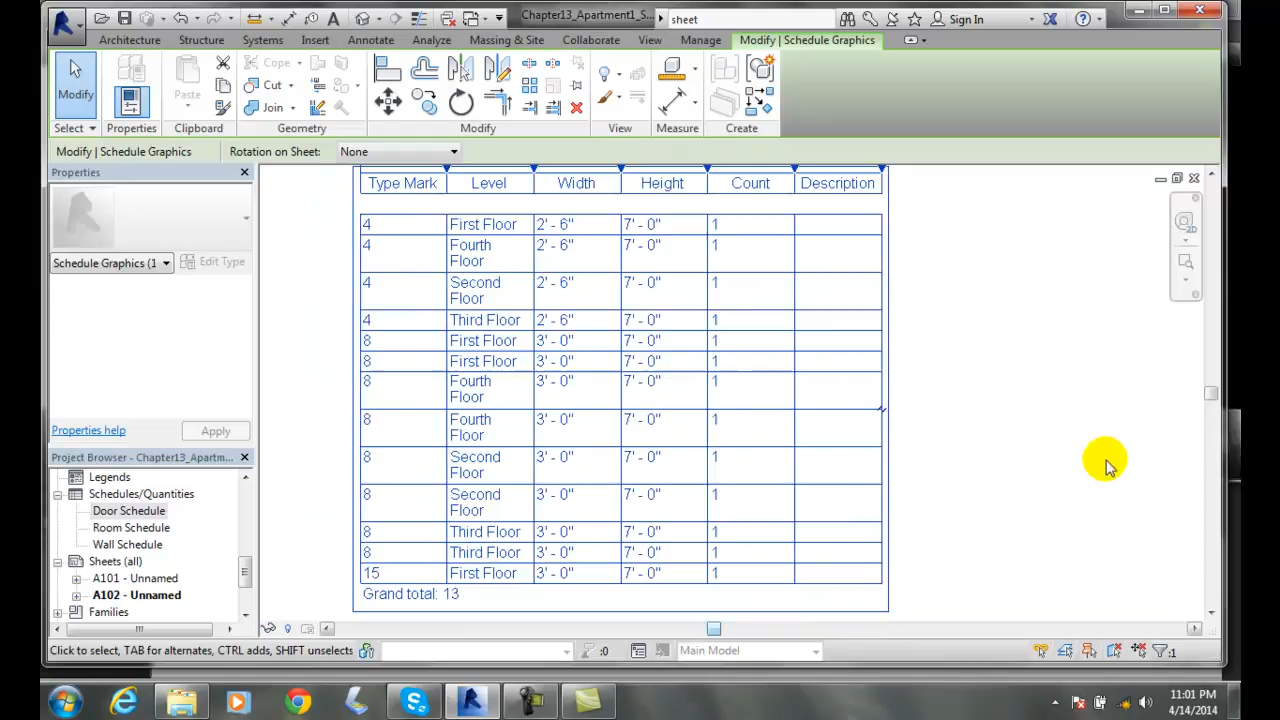 Chapter13_Apartment1_S...
sheet
Sign In
Architecture
Structure
Systems
Insert
Annotate
Analyze
Massing & Site
Collaborate
View
Manage
Modify | Schedule Graphics
Modify
Paste
Cope
Cut
Join
Select
Properties
Clipboard
Geometry
Modify
View
Measure
Create
Modify | Schedule Graphics
Rotation on Sheet:
None
Properties
Schedule Graphics (1
Edit Type
Properties help
Apply
Project Browser - Chapter13_Apartm...
Legends
Schedules/Quantities
Door Schedule
Room Schedule
Wall Schedule
Sheets (all)
A101 - Unnamed
A102 - Unnamed
Families
Type Mark Level Width Height Count Description
4 First Floor 2' - 6" 7' - 0" 1
4 Fourth Floor 2' - 6" 7' - 0" 1
4 Second Floor 2' - 6" 7' - 0" 1
4 Third Floor 2' - 6" 7' - 0" 1
8 First Floor 3' - 0" 7' - 0" 1
8 First Floor 3' - 0" 7' - 0" 1
8 Fourth Floor 3' - 0" 7' - 0" 1
8 Fourth Floor 3' - 0" 7' - 0" 1
8 Second Floor 3' - 0" 7' - 0" 1
8 Second Floor 3' - 0" 7' - 0" 1
8 Third Floor 3' - 0" 7' - 0" 1
8 Third Floor 3' - 0" 7' - 0" 1
15 First Floor 3' - 0" 7' - 0" 1
Grand total: 13
Click to select, TAB for alternates, CTRL adds, SHIFT unselects
:0
Main Model
:1
11:01 PM
4/14/2014